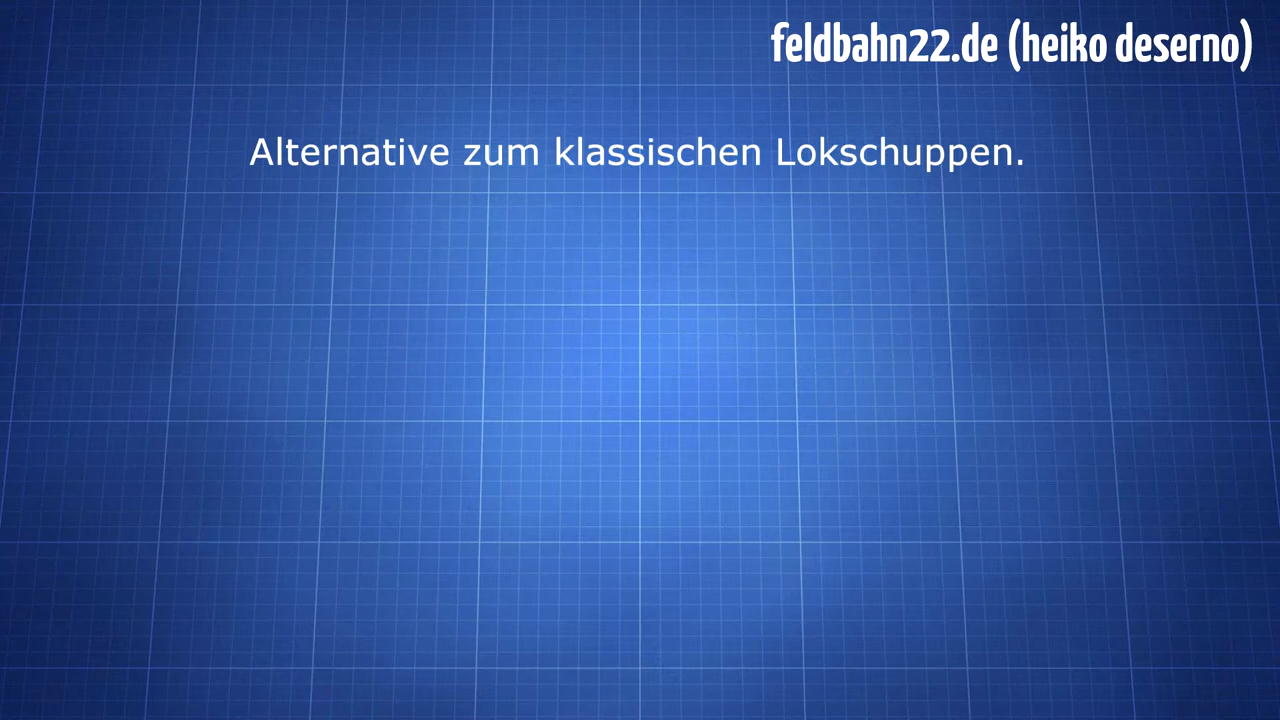 feldbahn22.de (heiko deserno)
Alternative zum klassischen Lokschuppen.